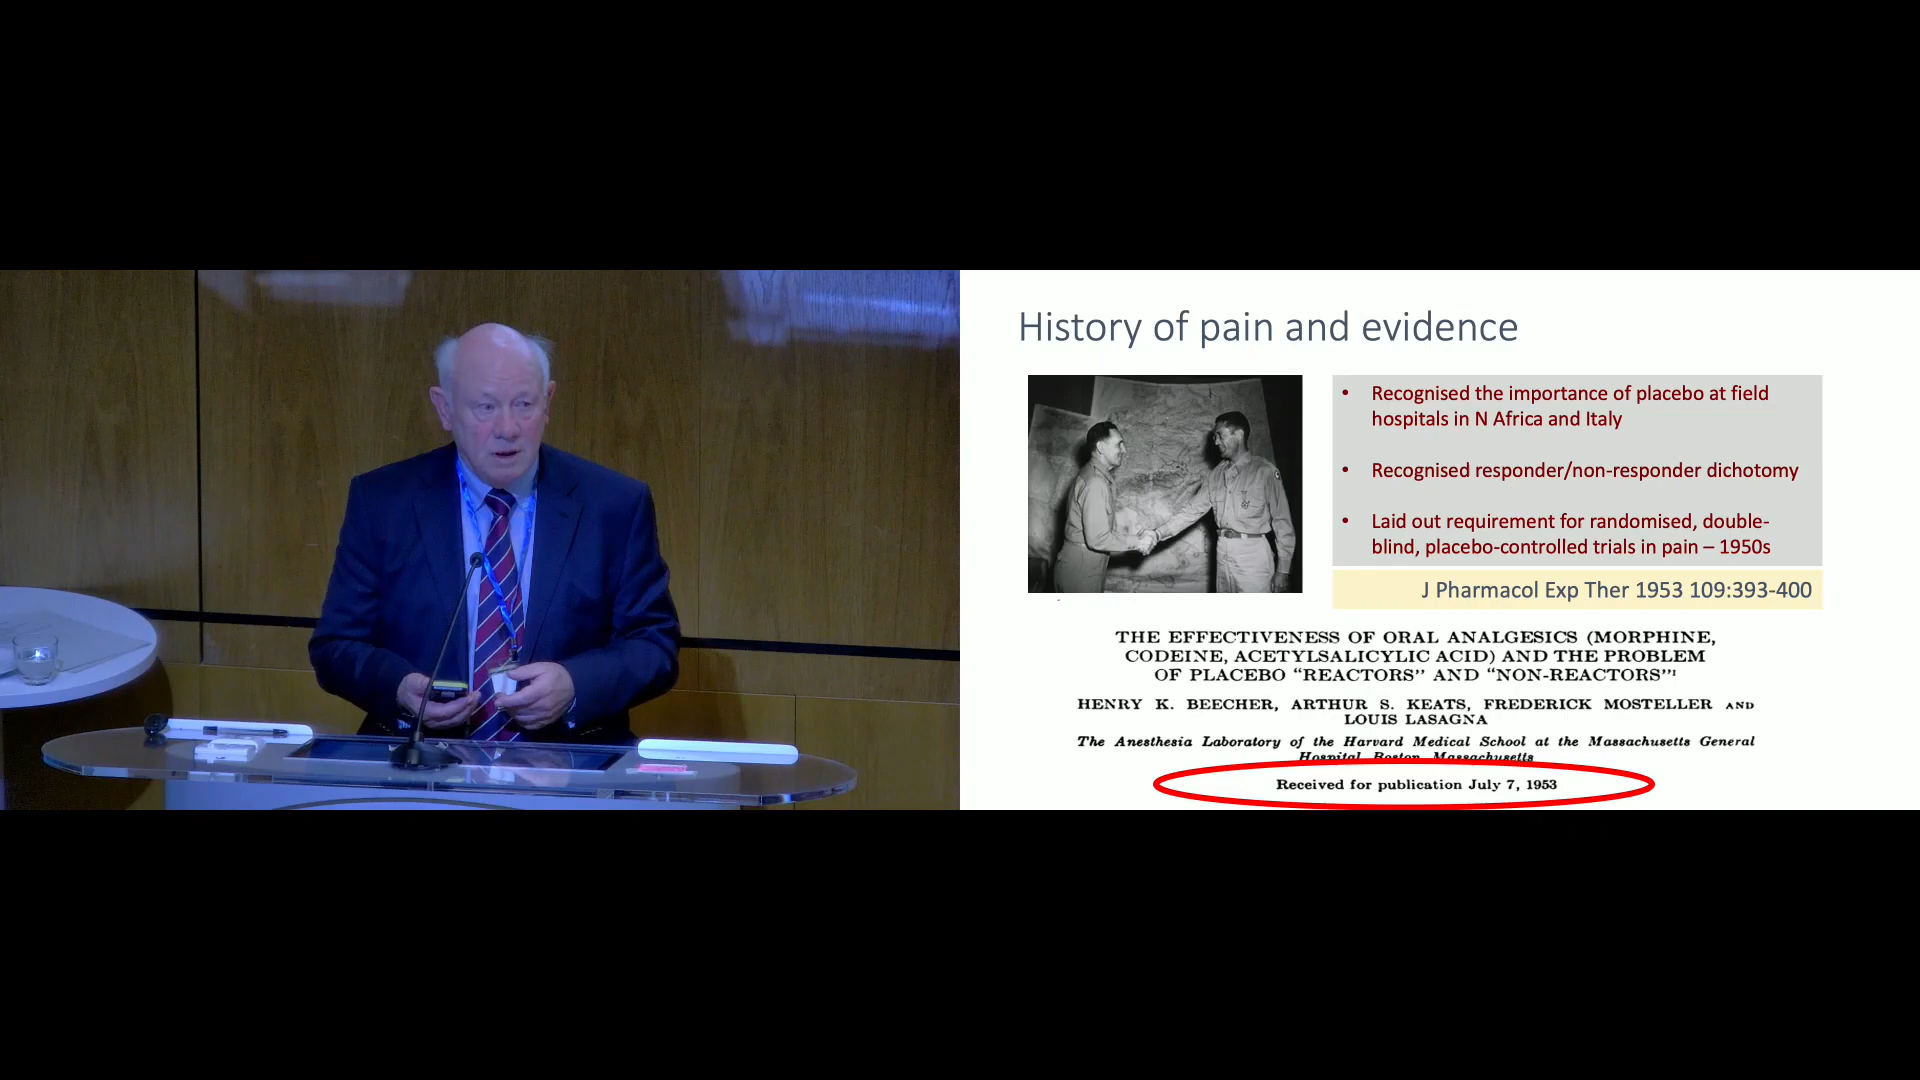 History of pain and evidence
• Recognised the importance of placebo at field
hospitals in N Africa and Italy
• Recognised responder/non-responder dichotomy
• Laid out requirement for randomised, double-
blind, placebo-controlled trials in pain – 1950s
J Pharmacol Exp Ther 1953 109:393-400
THE EFFECTIVENESS OF ORAL ANALGESICS (MORPHINE,
CODEINE, ACETYLSALICYLIC ACID) AND THE PROBLEM
OF PLACEBO “REACTORS” AND “NON-REACTORS”¹
HENRY K. BEECHER, ARTHUR S. KEATS, FREDERICK MOSTELLER AND
LOUIS LASAGNA
The Anesthesia Laboratory of the Harvard Medical School at the Massachusetts General
Hospital, Boston, Massachusetts
Received for publication July 7, 1953